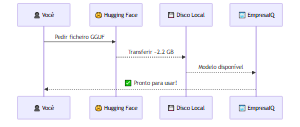 Você
Hugging Face
Disco Local
EmpresaIQ
Pedir ficheiro GGUF
Transferir ~2.2 GB
Modelo disponível
✅ Pronto para usar!
Você
Hugging Face
Disco Local
EmpresaIQ